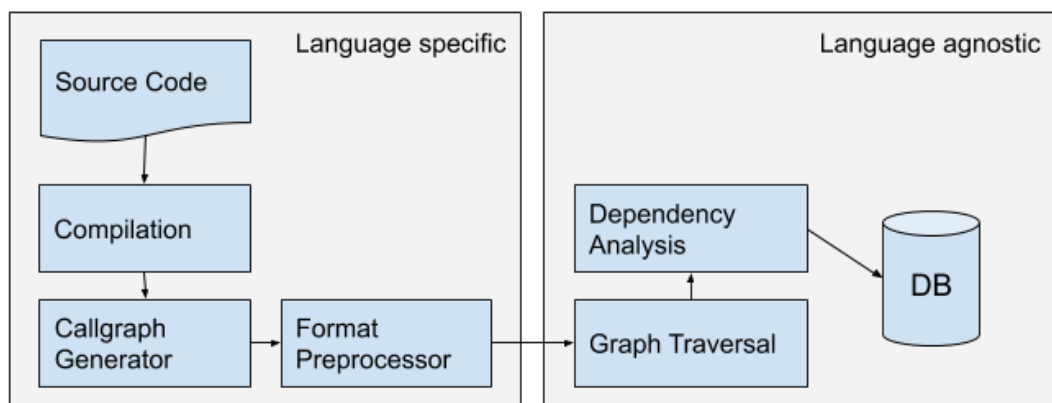 Language specific
Source Code
Compilation
Callgraph
Generator
Format
Preprocessor
Language agnostic
Dependency
Analysis
Graph Traversal
DB